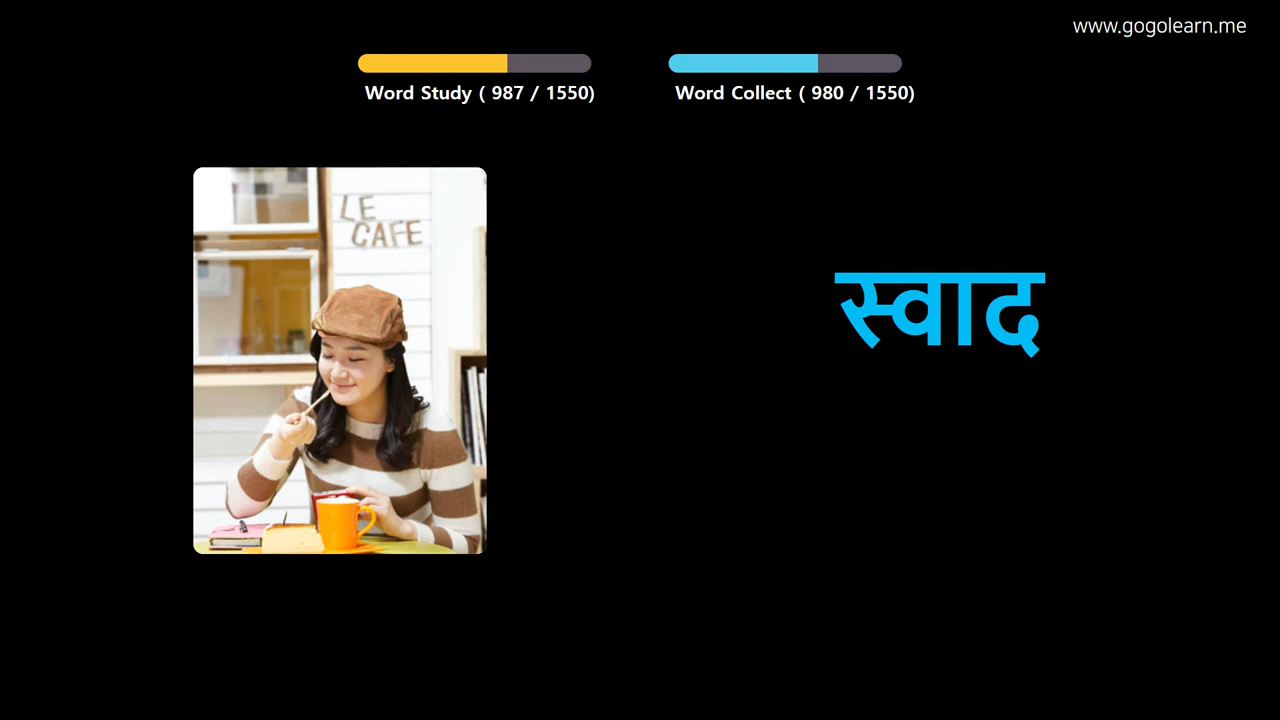 www.gogolearn.me
Word Study ( 987 / 1550)
Word Collect ( 980 / 1550)
LE
CAFE
स्वाद